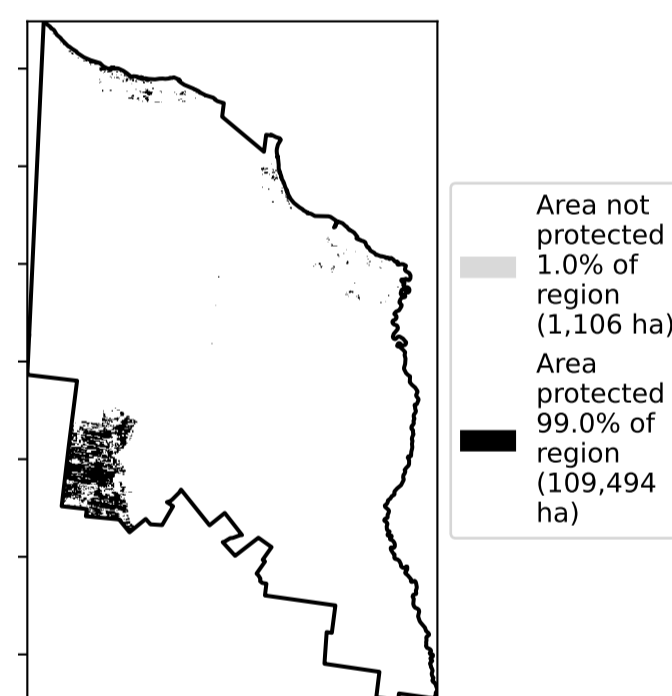 Area not
protected
1.0% of
region
(1,106 ha)
Area
protected
99.0% of
region
(109,494
ha)